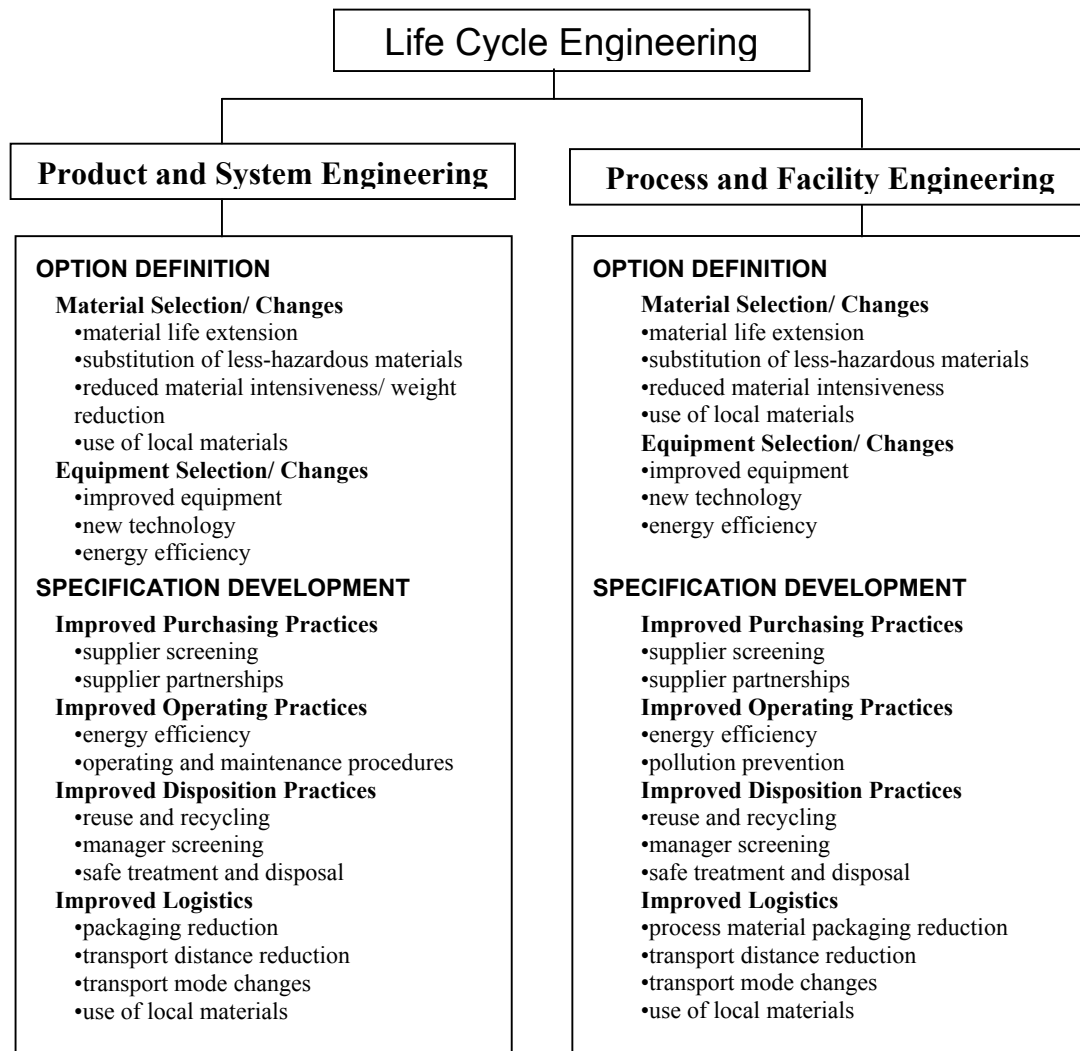 Life Cycle Engineering
Product and System Engineering
OPTION DEFINITION
Material Selection/ Changes
•material life extension
•substitution of less-hazardous materials
•reduced material intensiveness/ weight
reduction
•use of local materials
Equipment Selection/ Changes
•improved equipment
•new technology
•energy efficiency
SPECIFICATION DEVELOPMENT
Improved Purchasing Practices
•supplier screening
•supplier partnerships
Improved Operating Practices
•energy efficiency
•operating and maintenance procedures
Improved Disposition Practices
•reuse and recycling
•manager screening
•safe treatment and disposal
Improved Logistics
•packaging reduction
•transport distance reduction
•transport mode changes
•use of local materials
Process and Facility Engineering
OPTION DEFINITION
Material Selection/ Changes
•material life extension
•substitution of less-hazardous materials
•reduced material intensiveness
•use of local materials
Equipment Selection/ Changes
•improved equipment
•new technology
•energy efficiency
SPECIFICATION DEVELOPMENT
Improved Purchasing Practices
•supplier screening
•supplier partnerships
Improved Operating Practices
•energy efficiency
•pollution prevention
Improved Disposition Practices
•reuse and recycling
•manager screening
•safe treatment and disposal
Improved Logistics
•process material packaging reduction
•transport distance reduction
•transport mode changes
•use of local materials